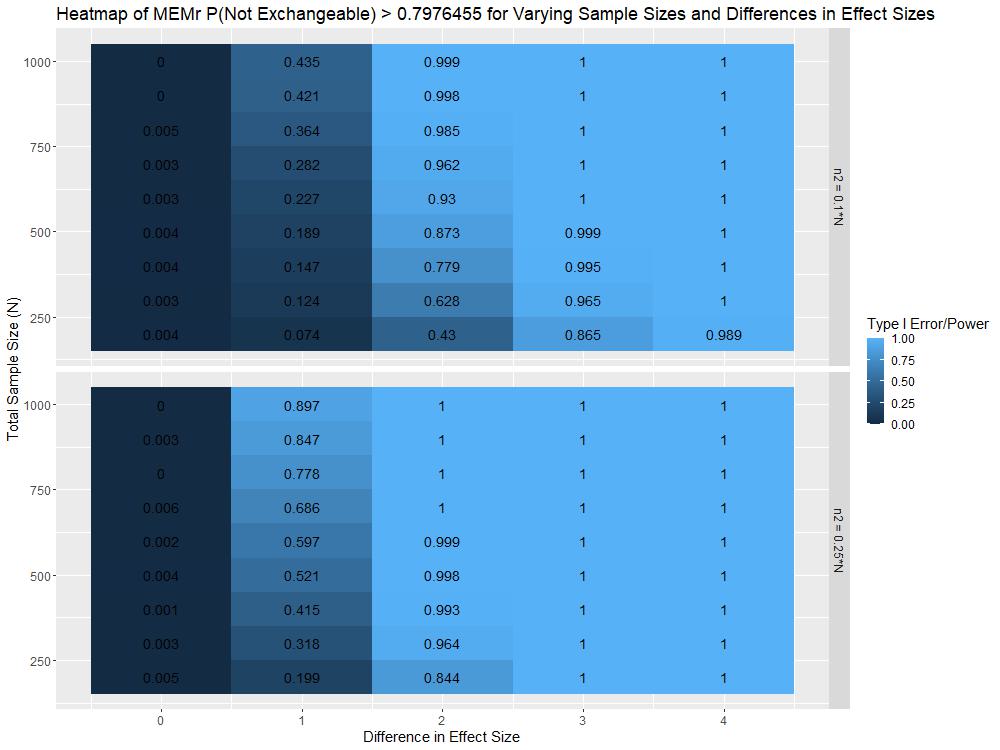 Heatmap of MEMr P(Not Exchangeable) > 0.7976455 for Varying Sample Sizes and Differences in Effect Sizes
Total Sample Size (N)
1000 0 0.435 0.999 1 1
0 0.421 0.998 1 1
0.005 0.364 0.985 1 1
750
0.003 0.282 0.962 1 1
0.003 0.227 0.93 1 1
500 0.004 0.189 0.873 0.999 1
0.004 0.147 0.779 0.995 1
0.003 0.124 0.628 0.965 1
250
0.004 0.074 0.43 0.865 0.989
n2 = 0.1*N
1000 0 0.897 1 1 1
0.003 0.847 1 1 1
0 0.778 1 1 1
750
0.006 0.686 1 1 1
0.002 0.597 0.999 1 1
500 0.004 0.521 0.998 1 1
0.001 0.415 0.993 1 1
0.003 0.318 0.964 1 1
250
0.005 0.199 0.844 1 1
n2 = 0.25*N
0 1 2 3 4
Difference in Effect Size
Type I Error/Power
1.00
0.75
0.50
0.25
0.00